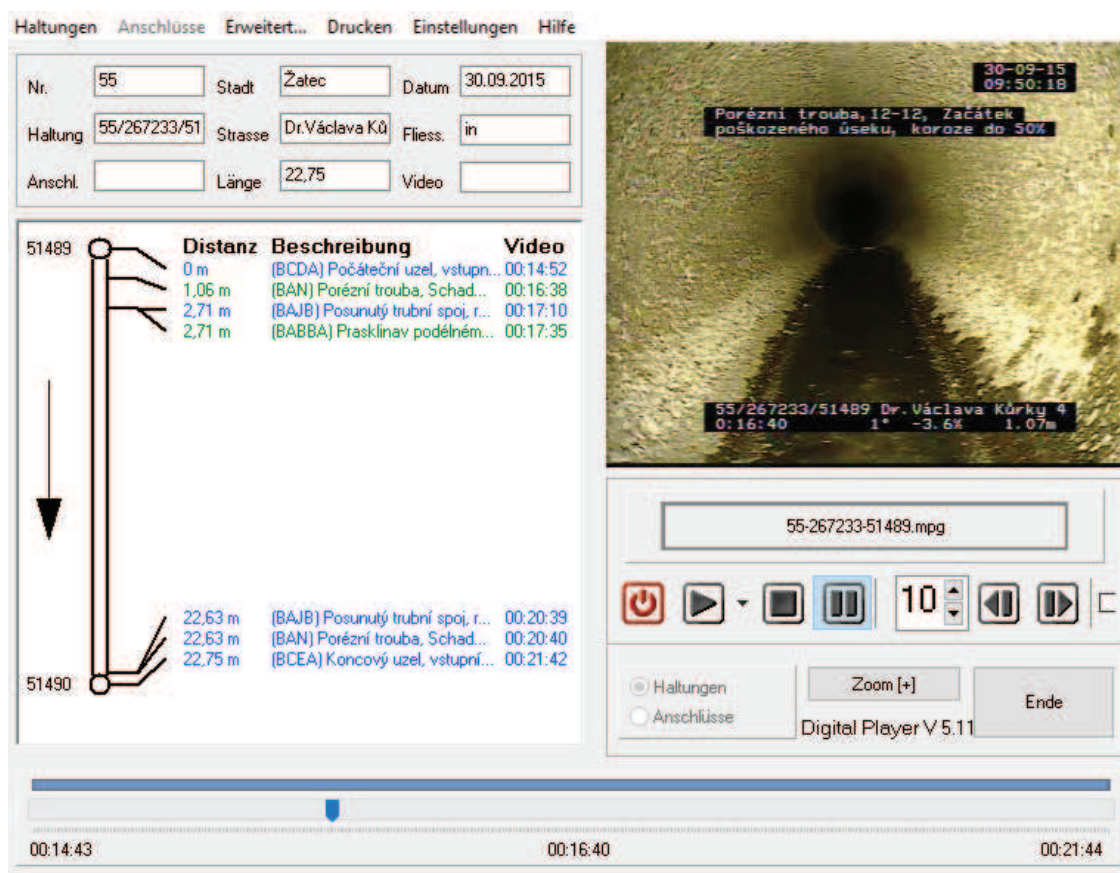 Haltungen Anschlüsse Erweitert... Drucken Einstellungen Hilfe
Nr. 55 Stadt Žatec Datum 30.09.2015
Haltung 55/267233/51 Strasse Dr.Václava Ků Fliess. in
Anschl. Länge 22,75 Video
30-09-15
09:50:18
Porézní trouba,12-12, Začátek
poškozeného úseku, koroze do 50%
55/267233/51489 Dr.Václava Kůrky 4
0:16:40 1° -3.6% 1.07m
51489 Distanz Beschreibung Video
0 m (BCDA) Počáteční uzel, vstupn... 00:14:52
1,06 m (BAN) Porézní trouba, Schad... 00:16:38
2,71 m (BAJB) Posunutý trubní spoj, r... 00:17:10
2,71 m (BABBA) Prasklinav podélném... 00:17:35
22,63 m (BAJB) Posunutý trubní spoj, r... 00:20:39
22,63 m (BAN) Porézní trouba, Schad... 00:20:40
22,75 m (BCEA) Koncový uzel, vstupní... 00:21:42
51490
55-267233-51489.mpg
10
Haltungen
Anschlüsse
Zoom [+]
Digital Player V 5.11
Ende
00:14:43 00:16:40 00:21:44